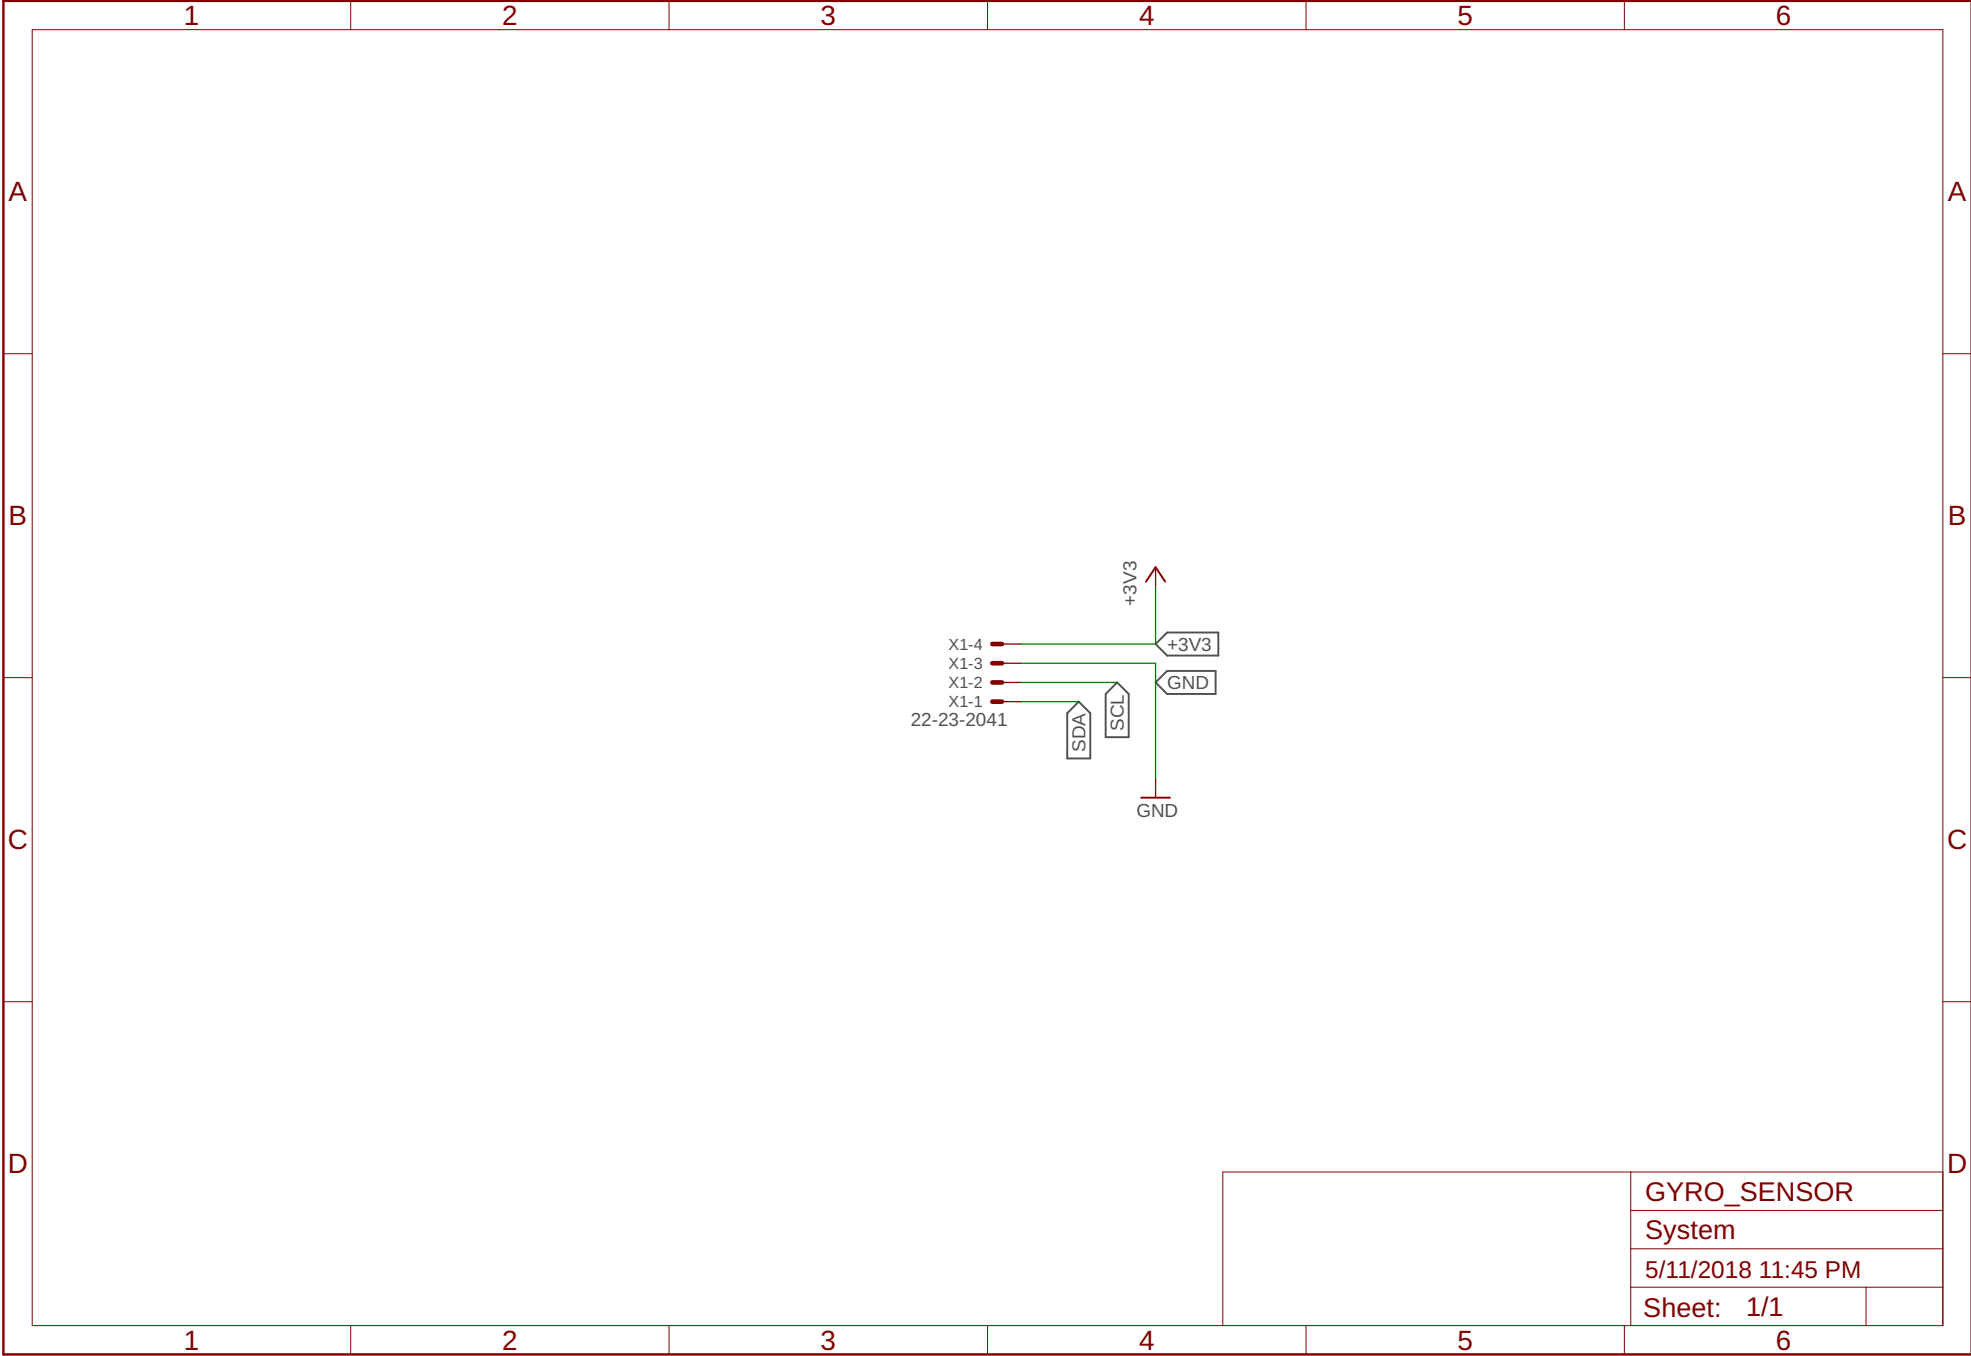 1 2 3 4 5 6
A A
B B
+3V3
X1-4 +3V3
X1-3
X1-2 GND
X1-1 SCL
22-23-2041 SDA
GND
C C
D D
GYRO_SENSOR
System
5/11/2018 11:45 PM
Sheet: 1/1
1 2 3 4 5 6